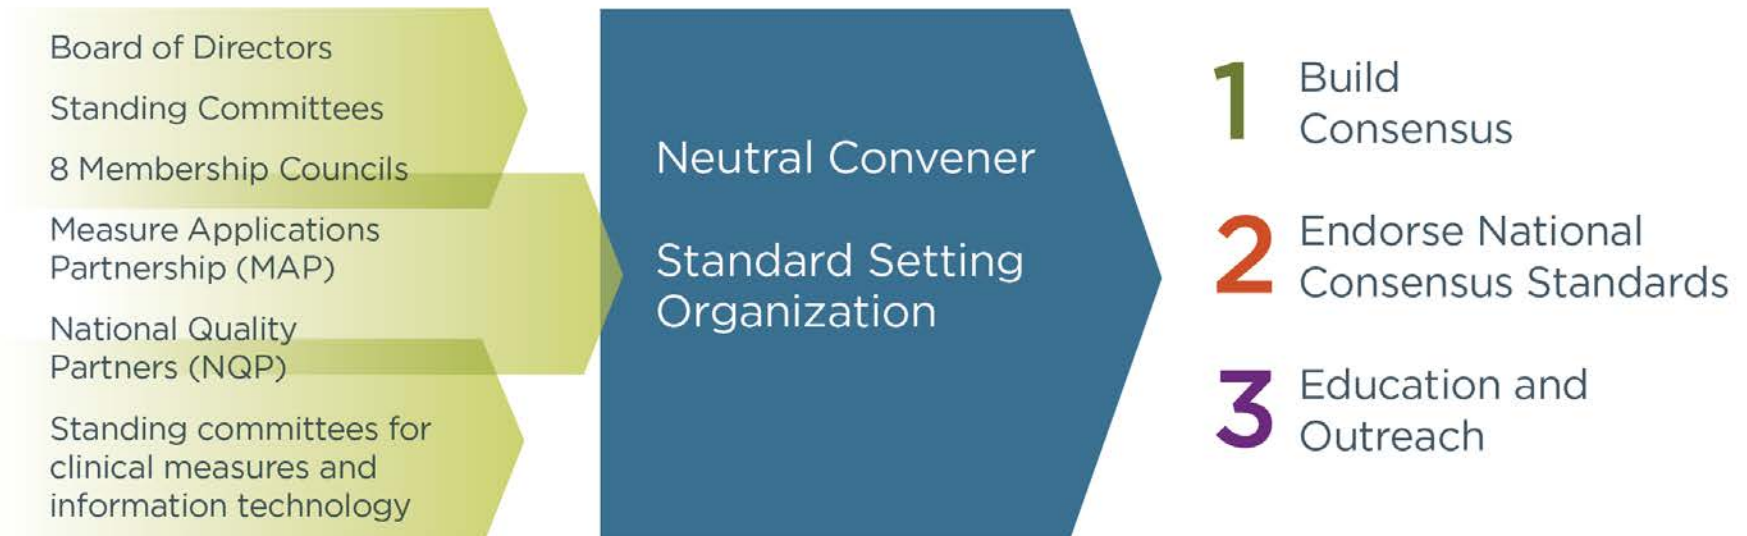 Board of Directors
Standing Committees
8 Membership Councils
Measure Applications
Partnership (MAP)
National Quality
Partners (NQP)
Standing committees for
clinical measures and
information technology
Neutral Convener
Standard Setting
Organization
1
Build
Consensus
2
Endorse National
Consensus Standards
3
Education and
Outreach